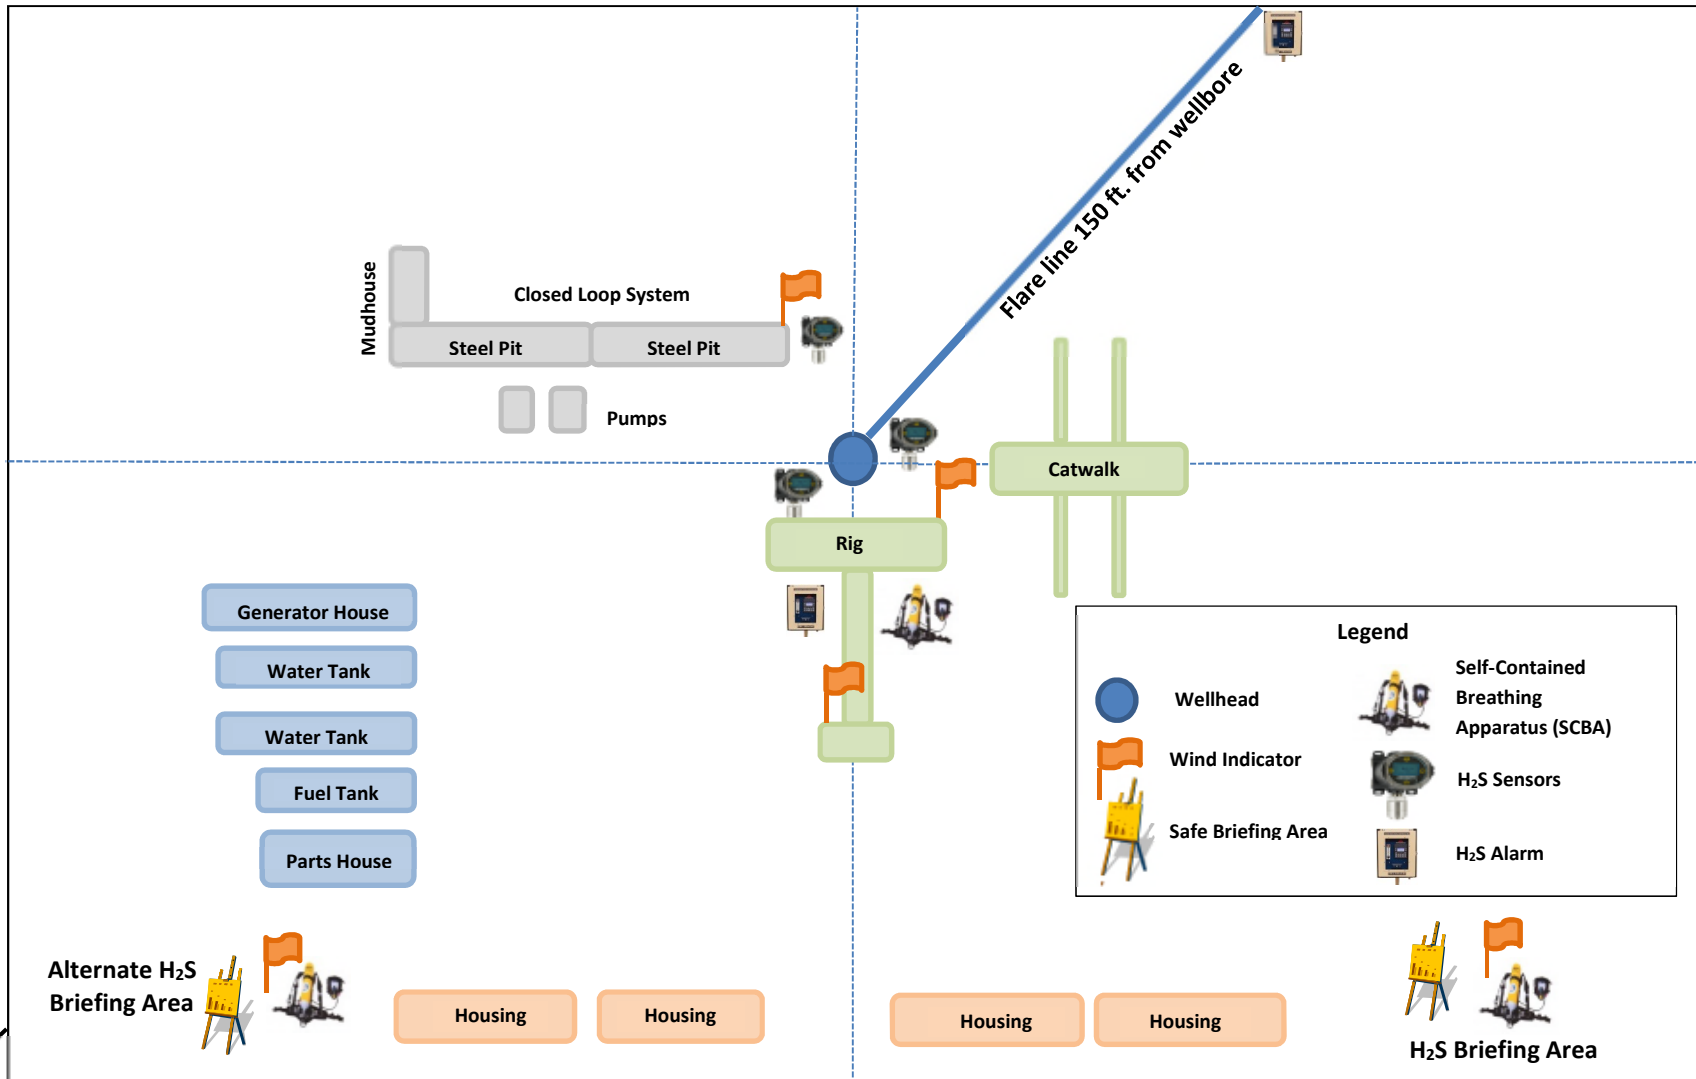 Flare line 150 ft. from wellbore
Mudhouse
Closed Loop System
Steel Pit
Steel Pit
Pumps
Catwalk
Rig
Generator House
Water Tank
Water Tank
Fuel Tank
Parts House
Legend
Wellhead
Wind Indicator
Safe Briefing Area
Self-Contained
Breathing
Apparatus (SCBA)
H₂S Sensors
H₂S Alarm
Alternate H₂S
Briefing Area
Housing
Housing
Housing
Housing
H₂S Briefing Area